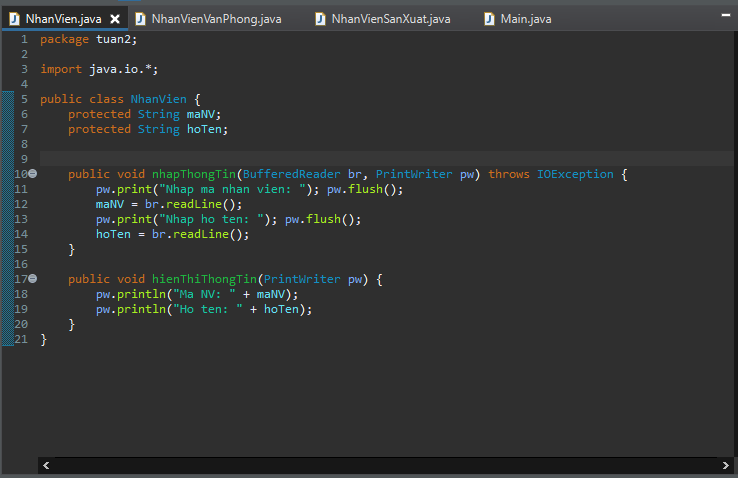 NhanVien.java NhanVienVanPhong.java NhanVienSanXuat.java Main.java
1 package tuan2;
2
3 import java.io.*;
4
5 public class NhanVien {
6     protected String maNV;
7     protected String hoTen;
8
9
10     public void nhapThongTin(BufferedReader br, PrintWriter pw) throws IOException {
11         pw.print("Nhap ma nhan vien: "); pw.flush();
12         maNV = br.readLine();
13         pw.print("Nhap ho ten: "); pw.flush();
14         hoTen = br.readLine();
15     }
16
17     public void hienThiThongTin(PrintWriter pw) {
18         pw.println("Ma NV: " + maNV);
19         pw.println("Ho ten: " + hoTen);
20     }
21 }